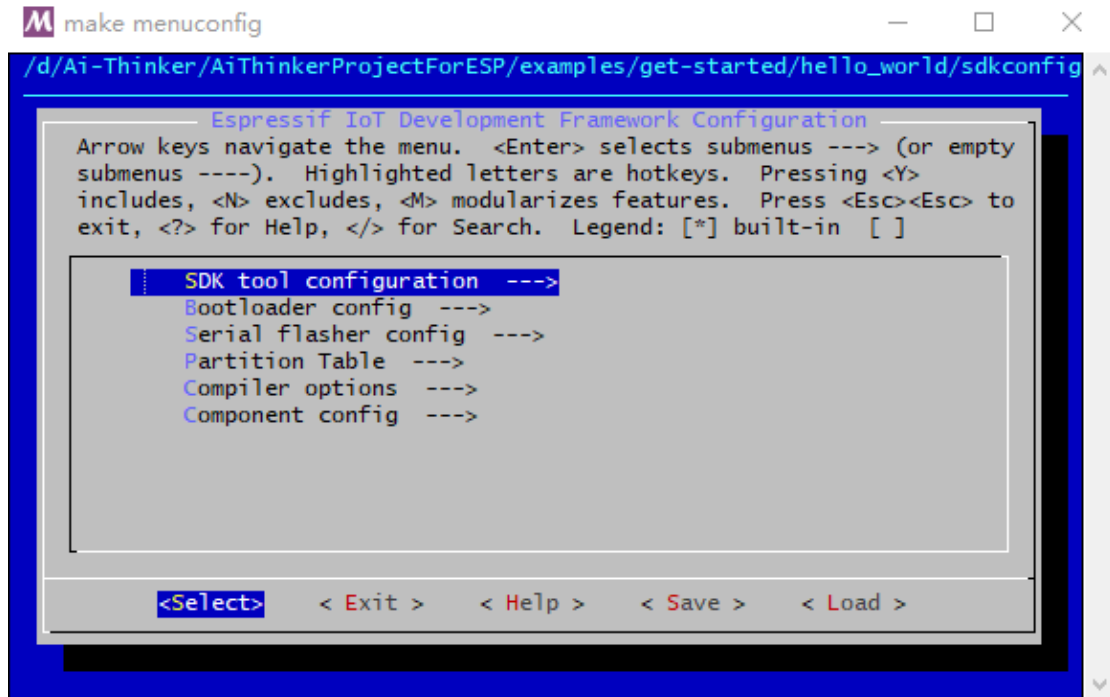 make menuconfig
/d/Ai-Thinker/AiThinkerProjectForESP/examples/get-started/hello_world/sdkconfig
Espressif IoT Development Framework Configuration
Arrow keys navigate the menu.  <Enter> selects submenus ---> (or empty
submenus ----).  Highlighted letters are hotkeys.  Pressing <Y>
includes, <N> excludes, <M> modularizes features.  Press <Esc><Esc> to
exit, <?> for Help, </> for Search.  Legend: [*] built-in  [ ]
SDK tool configuration  --->
Bootloader config  --->
Serial flasher config  --->
Partition Table  --->
Compiler options  --->
Component config  --->
<Select>    < Exit >    < Help >    < Save >    < Load >